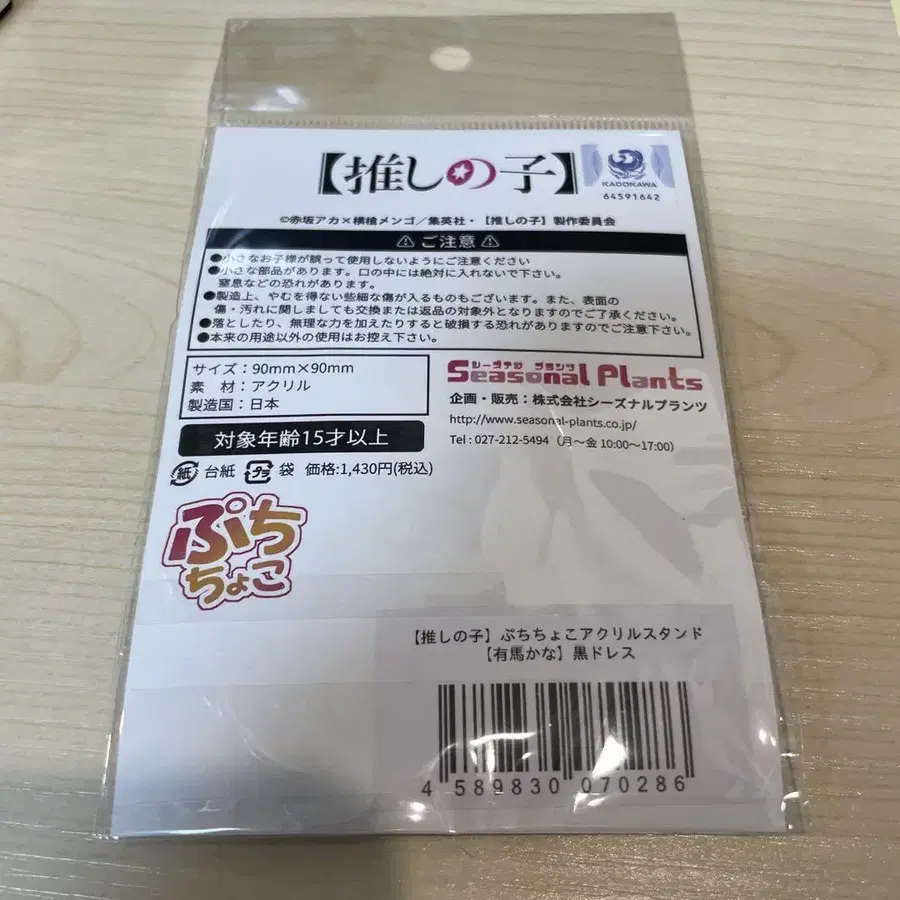 【推しの子】
KADOKAWA
64591642
©赤坂アカ×横槍メンゴ／集英社・【推しの子】製作委員会
⚠ ご注意 ⚠
●小さなお子様が誤って使用しないようにご注意ください
●小さな部品があります。口の中には絶対に入れないで下さい。
窒息などの恐れがあります。
●製造上、やむを得ない些細な傷が入るものもございます。また、表面の
傷・汚れに関しましても交換または返品の対象外となりますのでご了承ください。
●落としたり、無理な力を加えたりすると破損する恐れがありますのでご注意下さい。
●本来の用途以外の使用はお控え下さい。
サイズ：90mm×90mm
素　材：アクリル
製造国：日本
対象年齢15才以上
紙 台紙 プラ 袋 価格:1,430円(税込)
シーズナル プランツ
Seasonal Plants
企画・販売：株式会社シーズナルプランツ
http://www.seasonal-plants.co.jp/
Tel : 027-212-5494（月〜金 10:00〜17:00）
ぷち
ちょこ
【推しの子】ぷちちょこアクリルスタンド
【有馬かな】黒ドレス
4 589830 070286